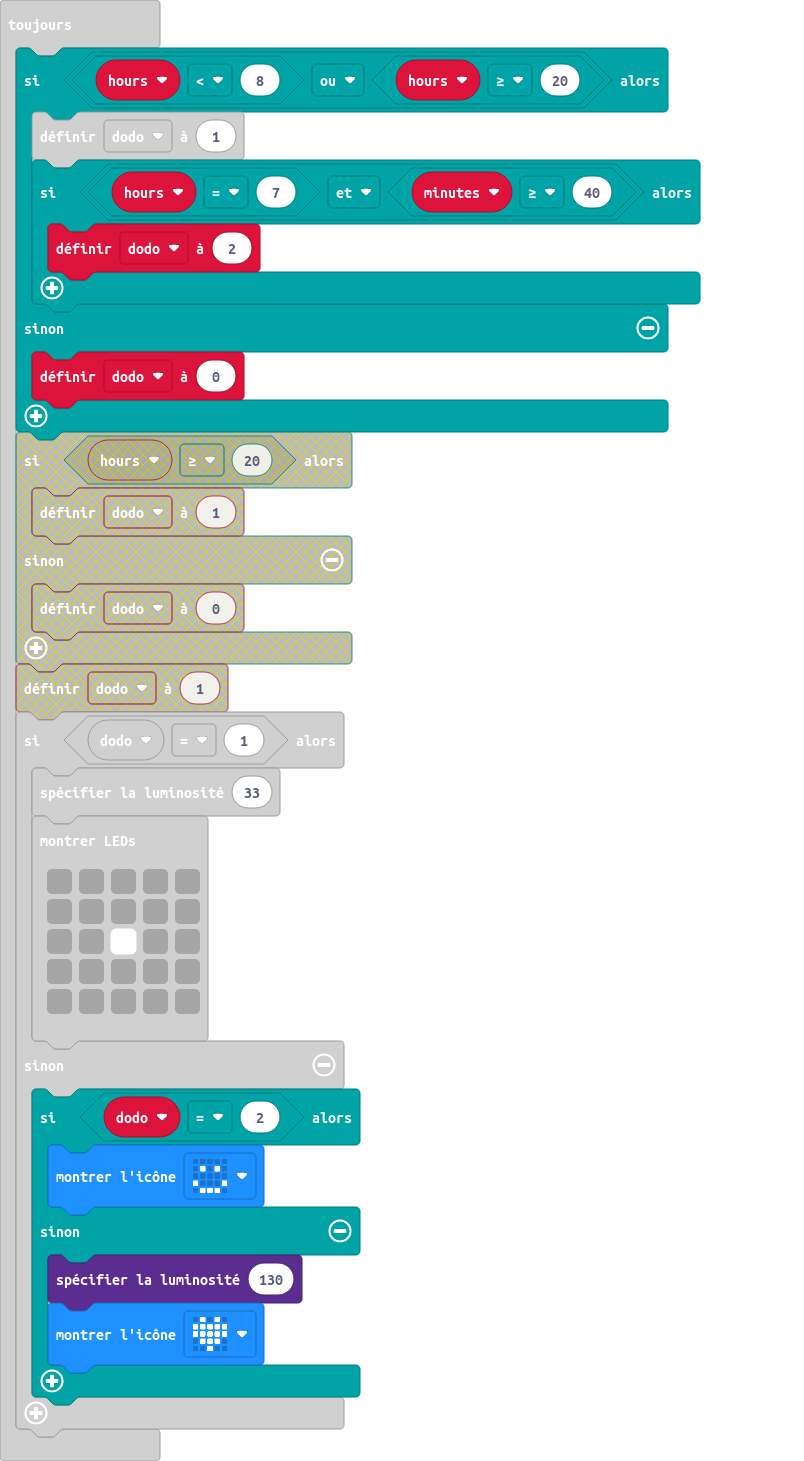 toujours
si hours < 8 ou hours ≥ 20 alors
définir dodo à 1
si hours = 7 et minutes ≥ 40 alors
définir dodo à 2
sinon
définir dodo à 0
si hours ≥ 20 alors
définir dodo à 1
sinon
définir dodo à 0
définir dodo à 1
si dodo = 1 alors
spécifier la luminosité 33
montrer LEDs
sinon
si dodo = 2 alors
montrer l'icône
sinon
spécifier la luminosité 130
montrer l'icône